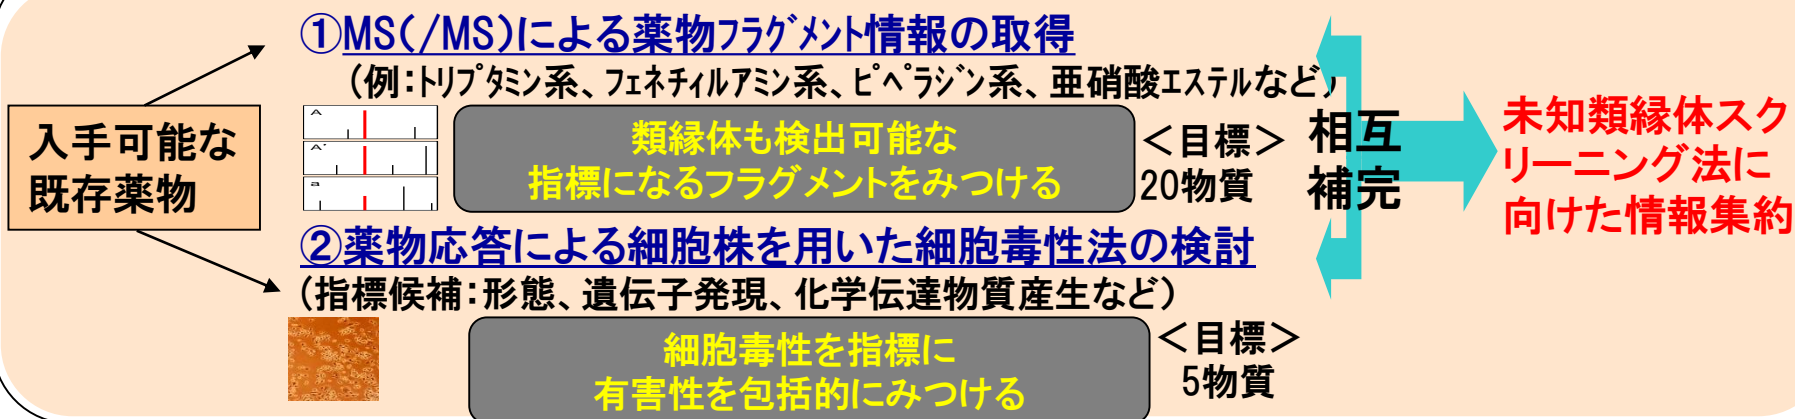 ①MS(/MS)による薬物ﾌﾗｸﾞﾒﾝﾄ情報の取得
(例：ﾄﾘﾌﾟﾀﾐﾝ系、ﾌｪﾈﾁｨﾙｱﾐﾝ系、ﾋﾟﾍﾟﾗｼﾞﾝ系、亜硝酸ｴｽﾃﾙなど)
入手可能な
既存薬物
A
A'
a
類縁体も検出可能な
指標になるフラグメントをみつける
＜目標＞
20物質
相互
補完
未知類縁体スク
リーニング法に
向けた情報集約
②薬物応答による細胞株を用いた細胞毒性法の検討
(指標候補：形態、遺伝子発現、化学伝達物質産生など)
細胞毒性を指標に
有害性を包括的にみつける
＜目標＞
5物質